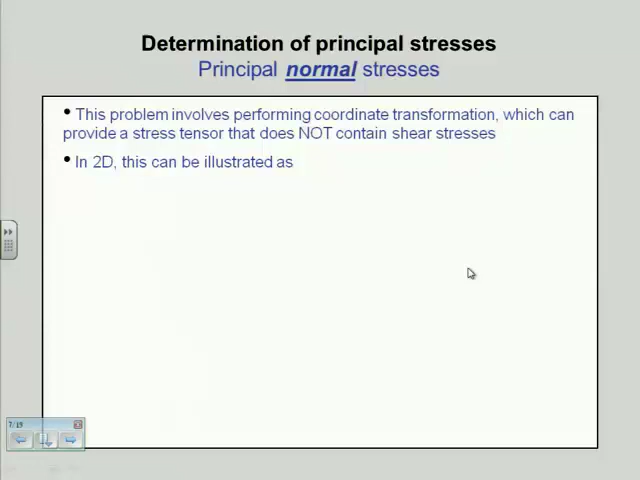 Determination of principal stresses
Principal normal stresses
• This problem involves performing coordinate transformation, which can
provide a stress tensor that does NOT contain shear stresses
• In 2D, this can be illustrated as
7/19